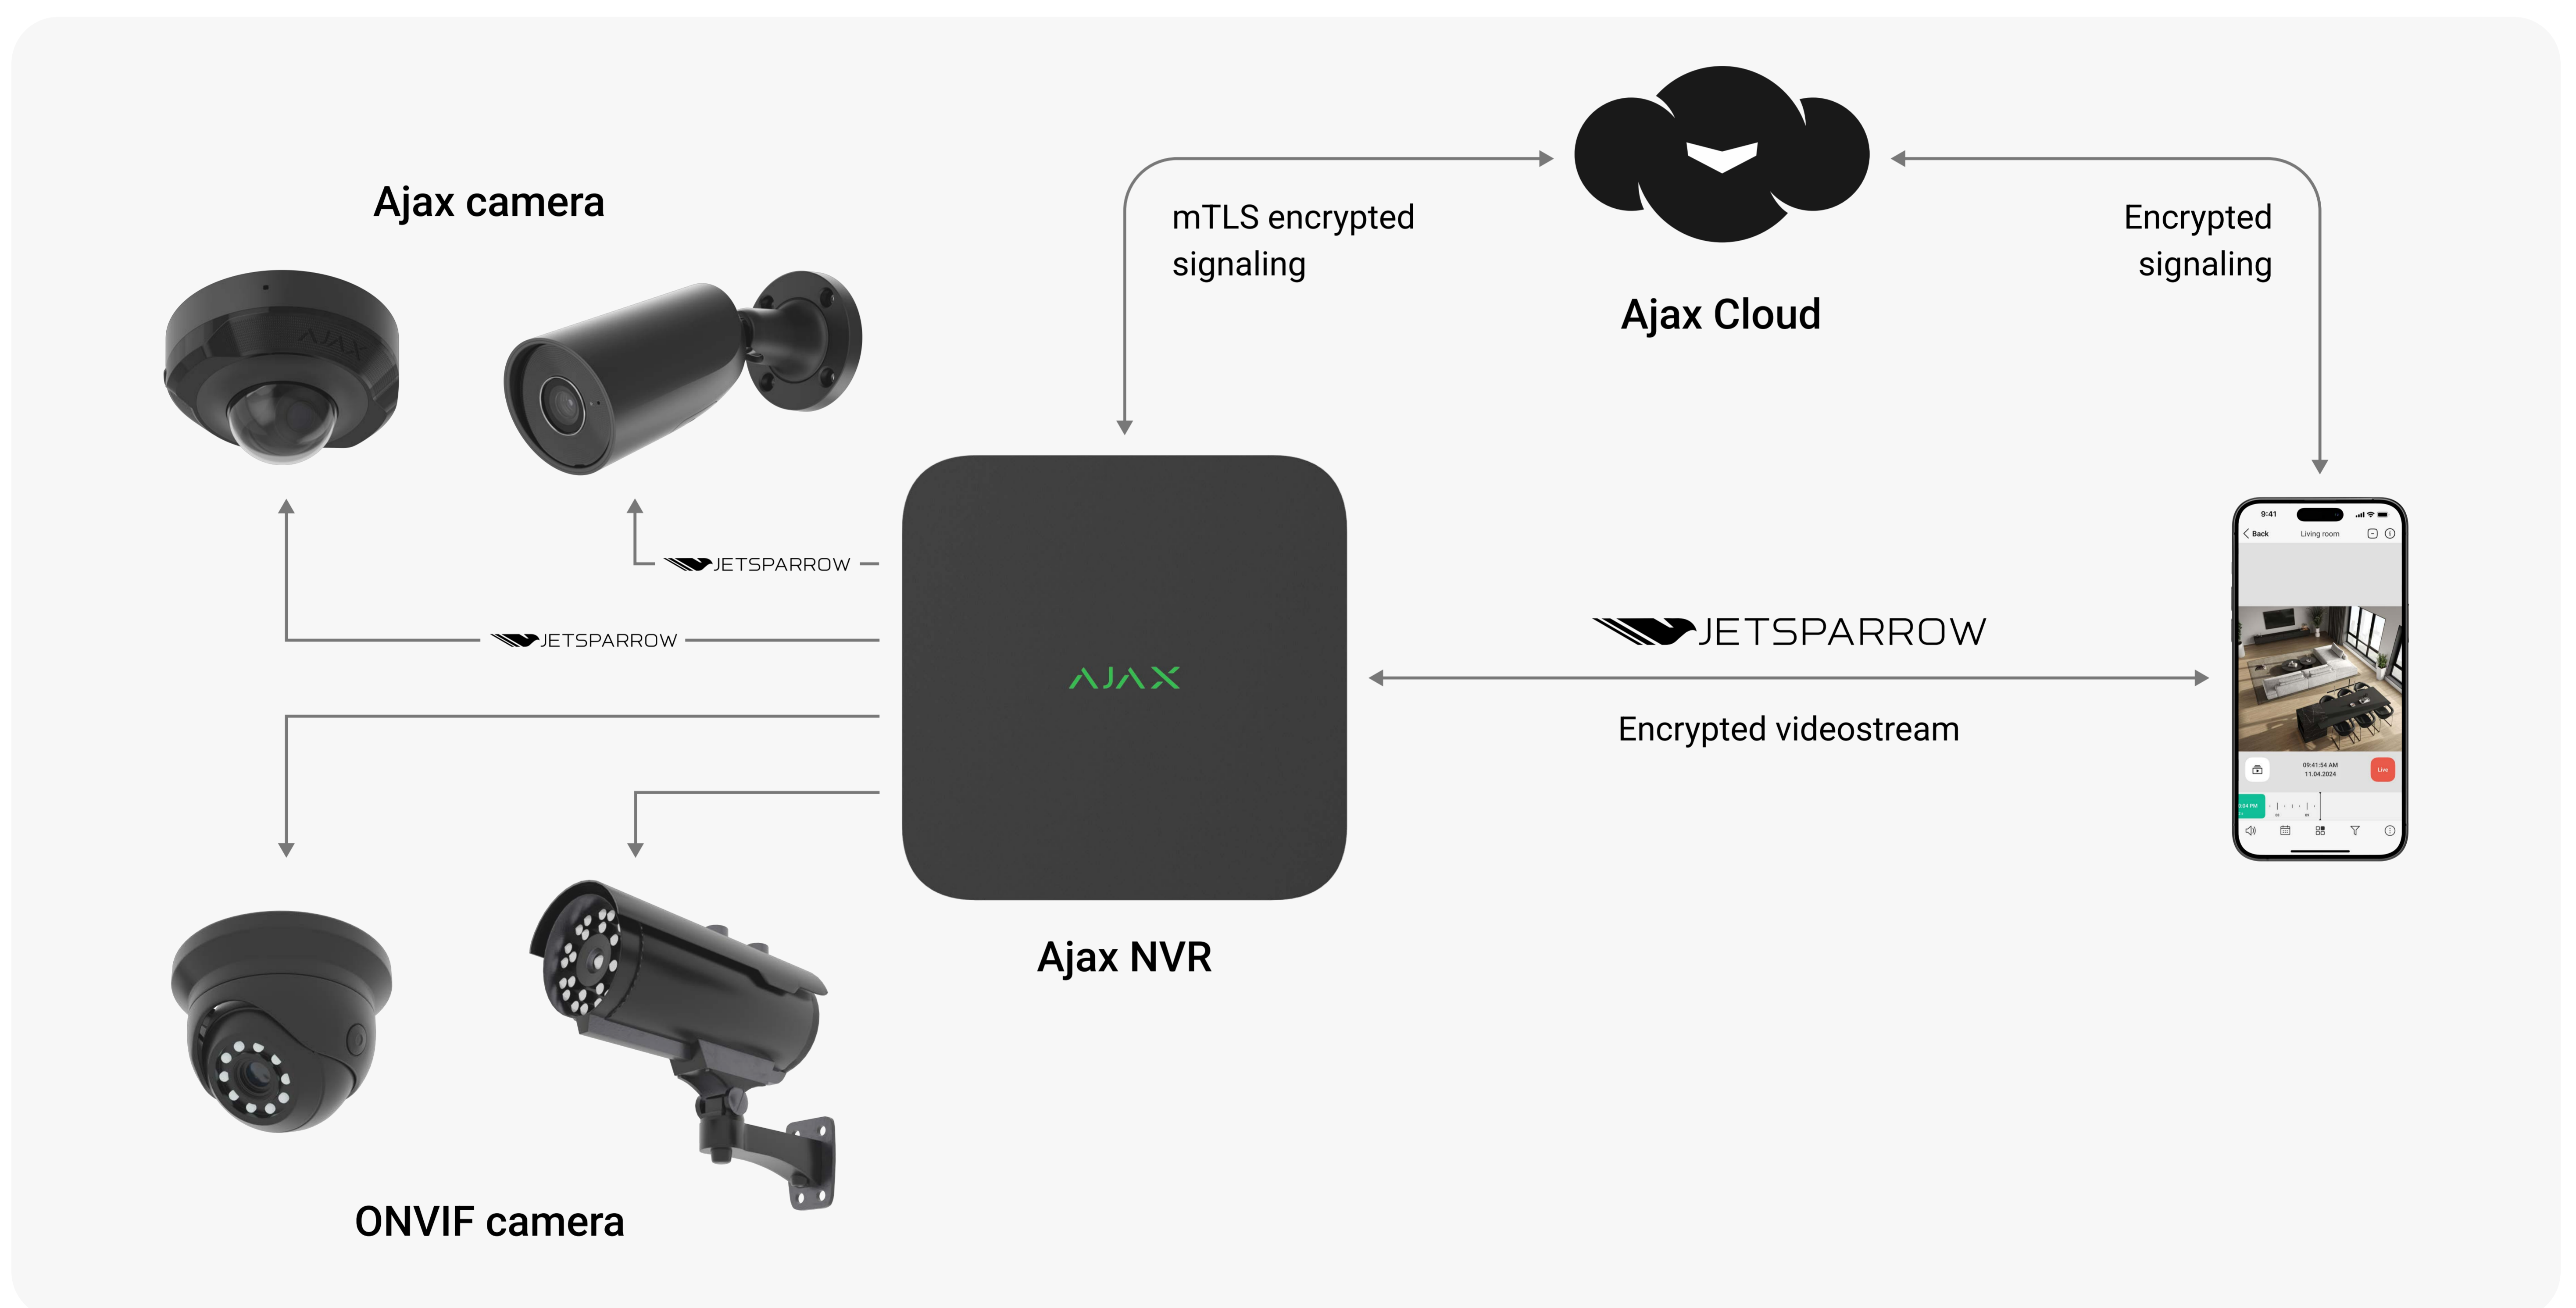 Ajax camera
AJAX
JETSPARROW
JETSPARROW
ONVIF camera
AJAX
Ajax NVR
mTLS encrypted
signaling
Ajax Cloud
Encrypted
signaling
JETSPARROW
Encrypted videostream
9:41
Back
Living room
09:41:54 AM
11.04.2024
Live